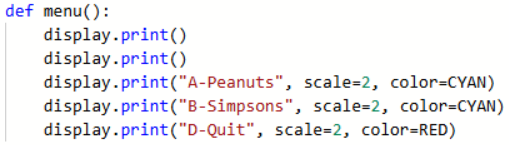 def menu():
    display.print()
    display.print()
    display.print("A-Peanuts", scale=2, color=CYAN)
    display.print("B-Simpsons", scale=2, color=CYAN)
    display.print("D-Quit", scale=2, color=RED)